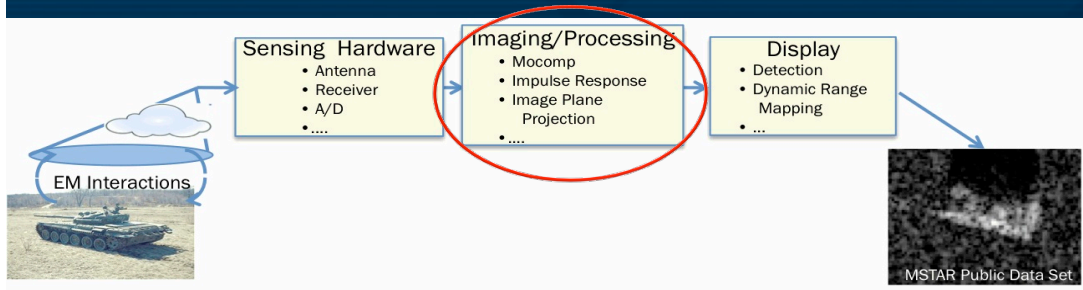 Sensing Hardware
• Antenna
• Receiver
• A/D
•....
Imaging/Processing
• Mocomp
• Impulse Response
• Image Plane
Projection
•....
Display
• Detection
• Dynamic Range
Mapping
• ...
EM Interactions
MSTAR Public Data Set